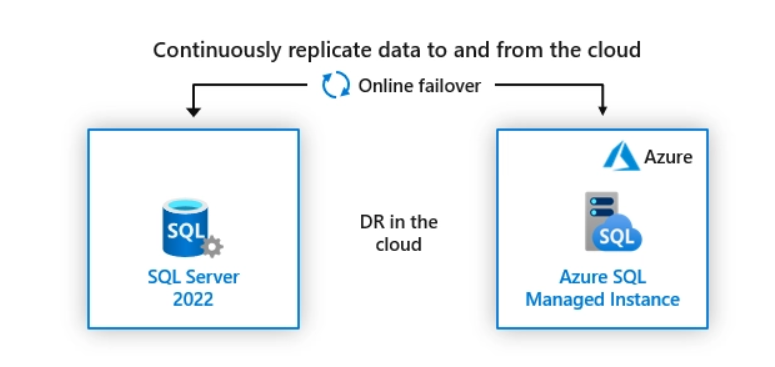 Continuously replicate data to and from the cloud
Online failover
Azure
SQL
SQL Server
2022
DR in the
cloud
SQL
Azure SQL
Managed Instance